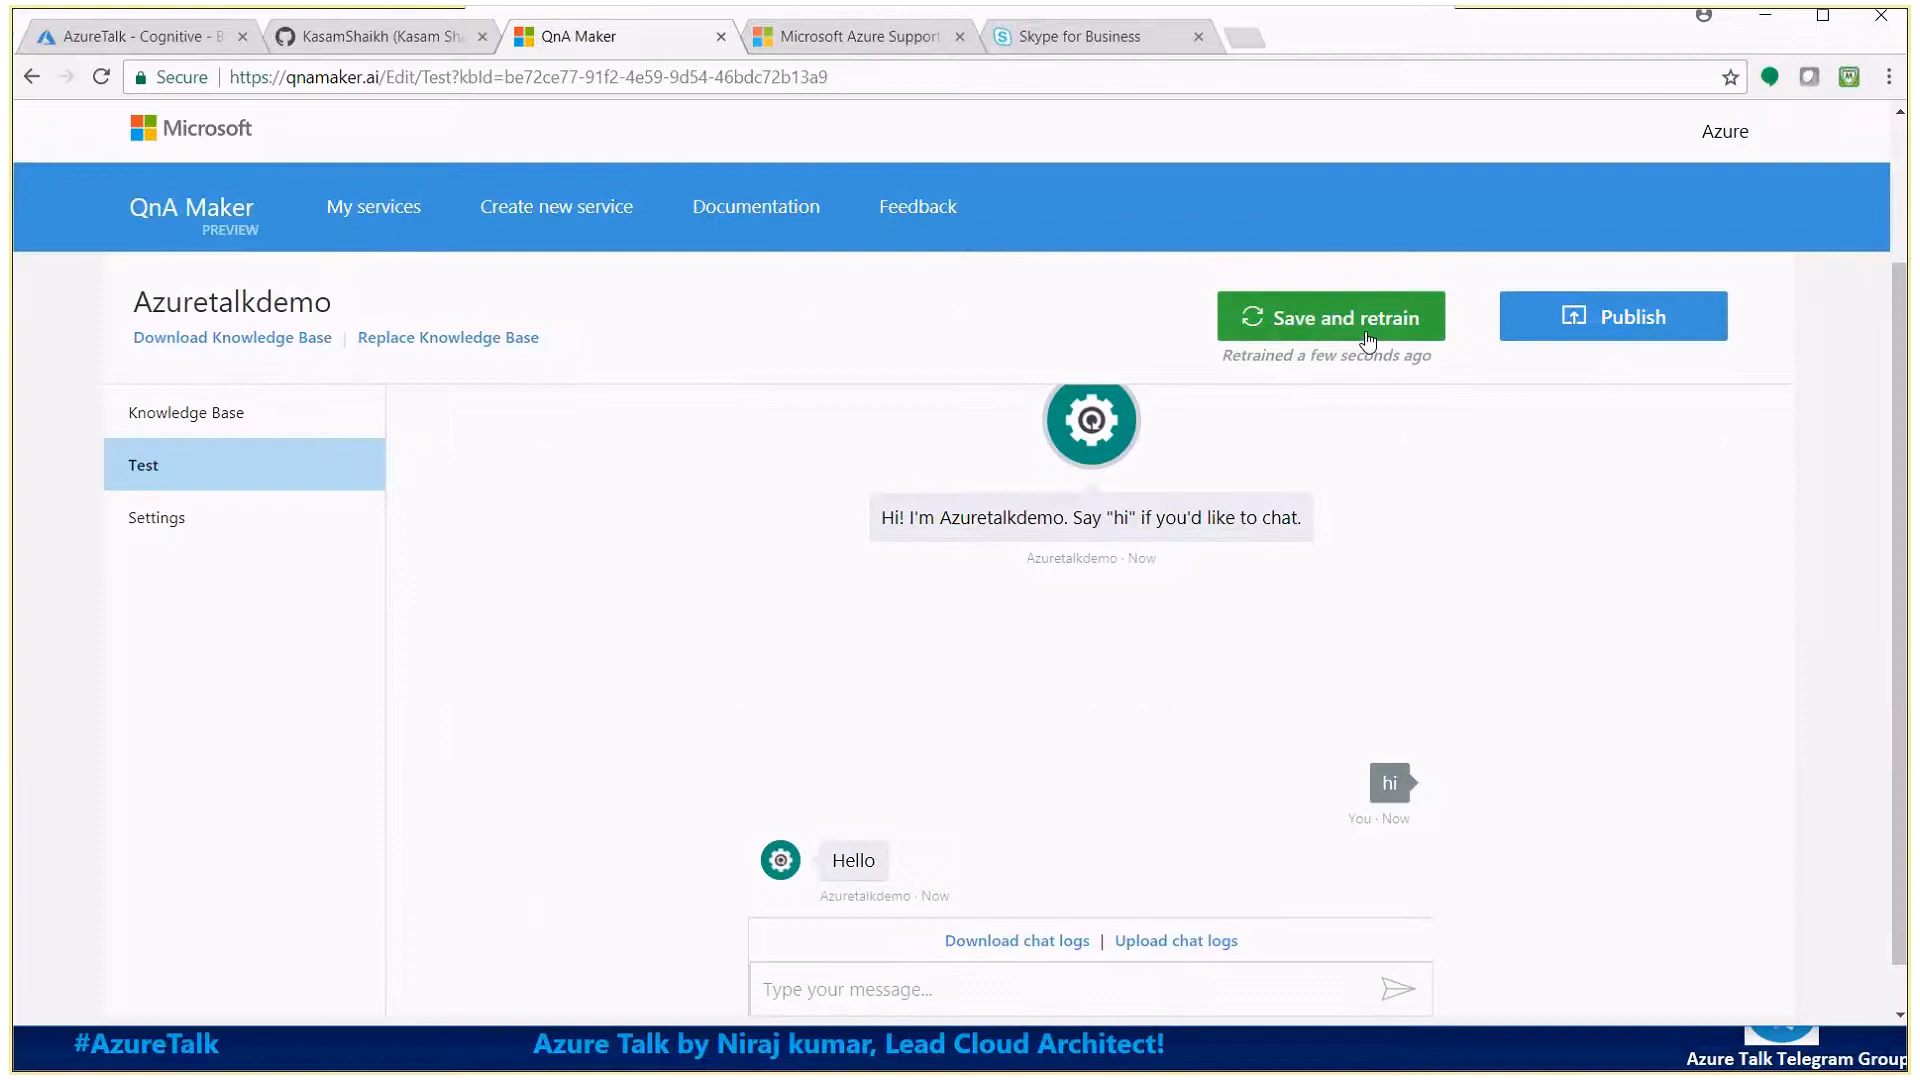 AzureTalk - Cognitive - B
KasamShaikh (Kasam Sha
QnA Maker
Microsoft Azure Support
Skype for Business
Secure
https://qnamaker.ai/Edit/Test?kbId=be72ce77-91f2-4e59-9d54-46bdc72b13a9
Microsoft
Azure
QnA Maker
PREVIEW
My services
Create new service
Documentation
Feedback
Azuretalkdemo
Download Knowledge Base | Replace Knowledge Base
Save and retrain
Publish
Retrained a few seconds ago
Knowledge Base
Test
Settings
Hi! I'm Azuretalkdemo. Say "hi" if you'd like to chat.
Azuretalkdemo · Now
hi
You · Now
Hello
Azuretalkdemo · Now
Download chat logs | Upload chat logs
Type your message...
#AzureTalk
Azure Talk by Niraj kumar, Lead Cloud Architect!
Azure Talk Telegram Group